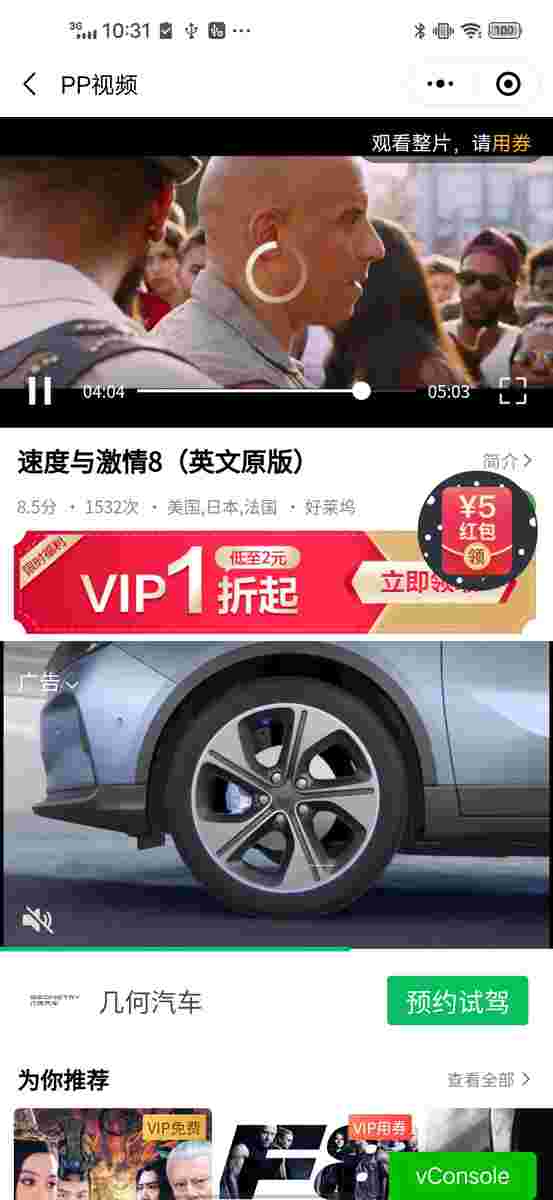 3G 10:31
100
PP视频
观看整片，请用券
04:04 05:03
速度与激情8（英文原版）
简介
8.5分 · 1532次 · 美国,日本,法国 · 好莱坞
¥5
红包
领
限时福利
VIP1折起
低至2元
立即领
广告
GEOMETRY
几何汽车
几何汽车
预约试驾
为你推荐
查看全部
VIP免费
VIP用券
F8
vConsole